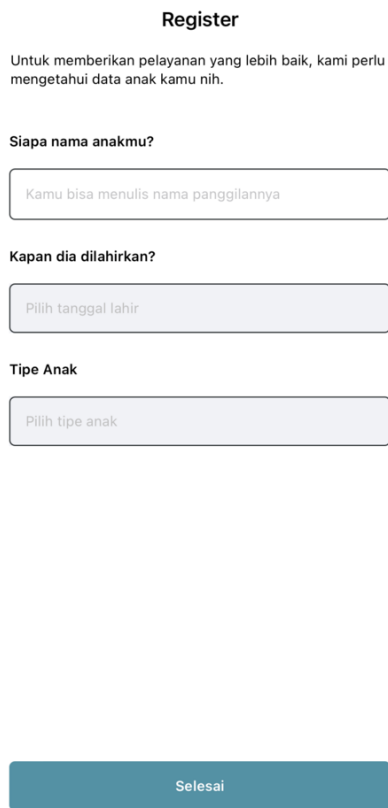 Register
Untuk memberikan pelayanan yang lebih baik, kami perlu
mengetahui data anak kamu nih.
Siapa nama anakmu?
Kamu bisa menulis nama panggilannya
Kapan dia dilahirkan?
Pilih tanggal lahir
Tipe Anak
Pilih tipe anak
Selesai